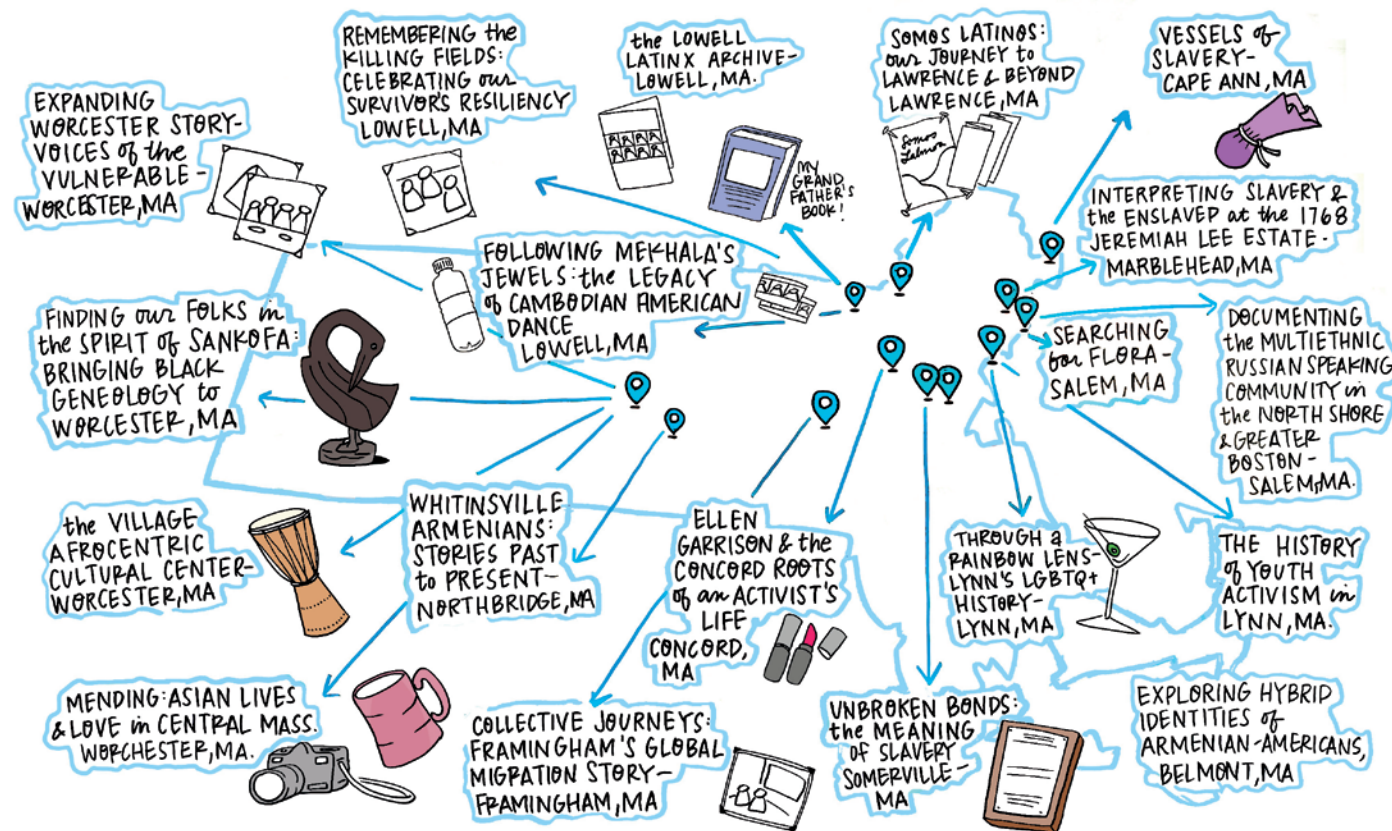 EXPANDING
WORCESTER STORY-
VOICES of the
VULNERABLE -
WORCESTER, MA
REMEMBERING the
KILLING FIELDS:
CELEBRATING our
SURVIVOR'S RESILIENCY
LOWELL, MA
the LOWELL
LATINX ARCHIVE-
LOWELL, MA.
MY
GRAND
FATHER'S
BOOK!
SOMOS LATINOS:
our JOURNEY to
LAWRENCE & BEYOND
LAWRENCE, MA
Somos
Latinos
VESSELS of
SLAVERY-
CAPE ANN, MA
INTERPRETING SLAVERY &
the ENSLAVED at the 1768
JEREMIAH LEE ESTATE-
MARBLEHEAD, MA
FOLLOWING MEKHALA'S
JEWELS: the LEGACY
of CAMBODIAN AMERICAN
DANCE
LOWELL, MA
FINDING our FOLKS in
the SPIRIT of SANKOFA:
BRINGING BLACK
GENEOLOGY to
WORCESTER, MA
SEARCHING
for FLORA-
SALEM, MA
DOCUMENTING
the MULTIETHNIC
RUSSIAN SPEAKING
COMMUNITY in
the NORTH SHORE
& GREATER
BOSTON-
SALEM, MA.
the VILLAGE
AFROCENTRIC
CULTURAL CENTER-
WORCESTER, MA
WHITINSVILLE
ARMENIANS:
STORIES PAST
to PRESENT-
NORTHBRIDGE, MA
ELLEN
GARRISON & the
CONCORD ROOTS
of an ACTIVIST'S
LIFE
CONCORD,
MA
THROUGH a
RAINBOW LENS-
LYNN'S LGBTQ+
HISTORY-
LYNN, MA
THE HISTORY
of YOUTH
ACTIVISM in
LYNN, MA.
MENDING: ASIAN LIVES
& LOVE in CENTRAL MASS.
WORCHESTER, MA.
COLLECTIVE JOURNEYS:
FRAMINGHAM'S GLOBAL
MIGRATION STORY-
FRAMINGHAM, MA
UNBROKEN BONDS:
the MEANING
of SLAVERY
SOMERVILLE-
MA
EXPLORING HYBRID
IDENTITIES of
ARMENIAN-AMERICANS,
BELMONT, MA